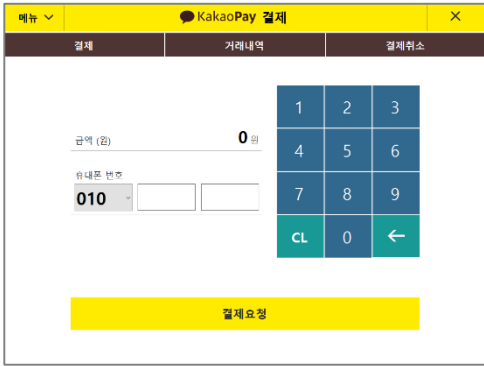 메뉴 KakaoPay 결제 ×
결제 거래내역 결제취소
1 2 3
금액 (원) 0 원
4 5 6
휴대폰 번호
010
7 8 9
CL 0 ←
결제요청